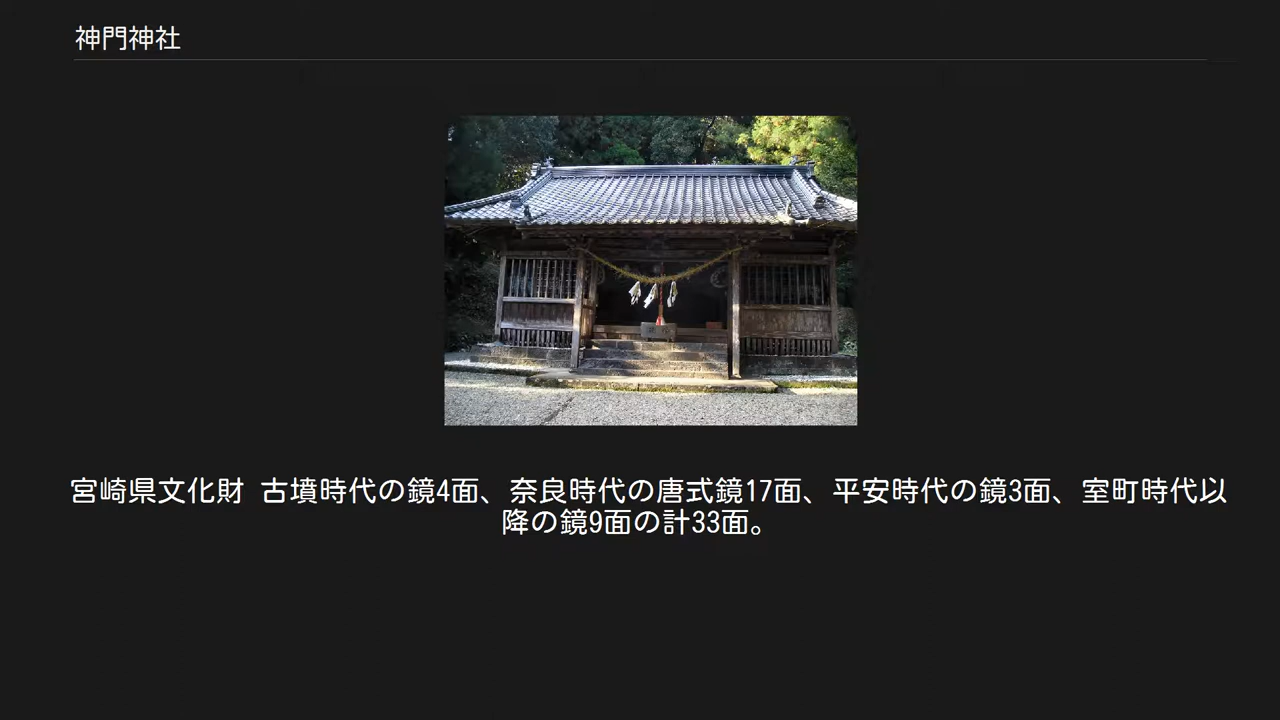 神門神社
宮崎県文化財 古墳時代の鏡4面、奈良時代の唐式鏡17面、平安時代の鏡3面、室町時代以
降の鏡9面の計33面。